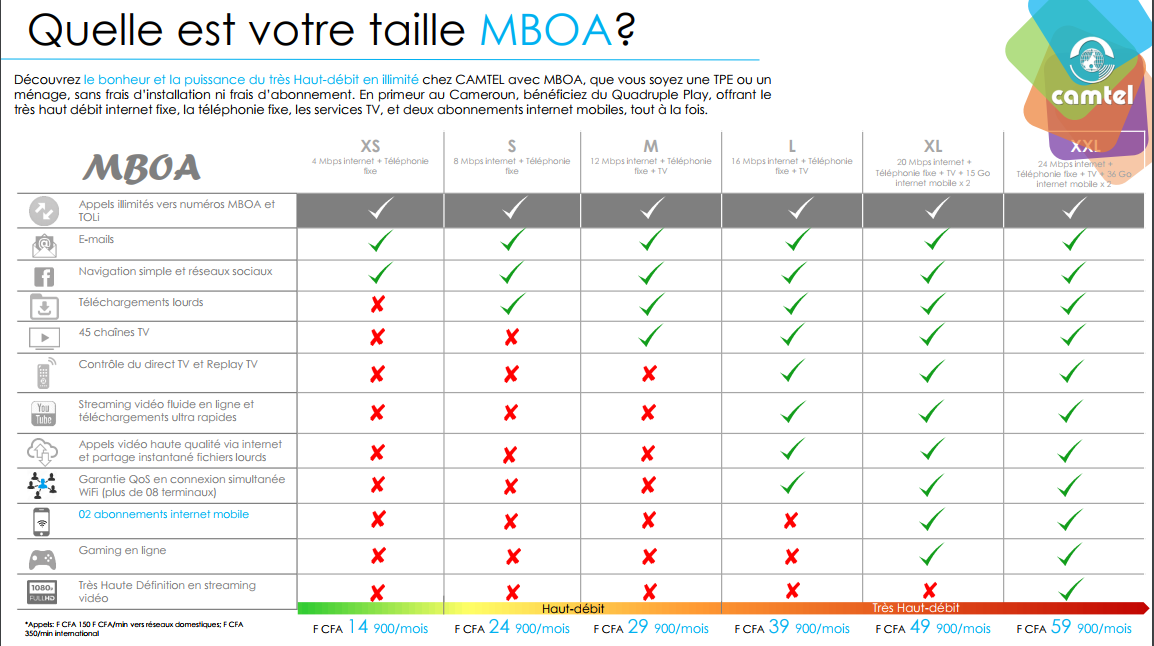 Quelle est votre taille MBOA?
Découvrez le bonheur et la puissance du très Haut-débit en illimité chez CAMTEL avec MBOA, que vous soyez une TPE ou un
ménage, sans frais d'installation ni frais d'abonnement. En primeur au Cameroun, bénéficiez du Quadruple Play, offrant le
très haut débit internet fixe, la téléphonie fixe, les services TV, et deux abonnements internet mobiles, tout à la fois.
camtel
MBOA
XS
4 Mbps internet + Téléphonie
fixe
S
8 Mbps internet + Téléphonie
fixe
M
12 Mbps internet + Téléphonie
fixe + TV
L
16 Mbps internet + Téléphonie
fixe + TV
XL
20 Mbps internet +
Téléphonie fixe + TV + 15 Go
internet mobile x 2
XXL
24 Mbps internet +
Téléphonie fixe + TV + 36 Go
internet mobile x 2
Appels illimités vers numéros MBOA et
TOLi
E-mails
Navigation simple et réseaux sociaux
Téléchargements lourds
45 chaînes TV
Contrôle du direct TV et Replay TV
You
Tube
Streaming vidéo fluide en ligne et
téléchargements ultra rapides
Appels vidéo haute qualité via internet
et partage instantané fichiers lourds
Garantie QoS en connexion simultanée
WiFi (plus de 08 terminaux)
02 abonnements internet mobile
Gaming en ligne
1080p
FULL HD
Très Haute Définition en streaming
vidéo
Haut-débit
Très Haut-débit
*Appels: F CFA 150 F CFA/min vers réseaux domestiques; F CFA
350/min international
F CFA 14 900/mois
F CFA 24 900/mois
F CFA 29 900/mois
F CFA 39 900/mois
F CFA 49 900/mois
F CFA 59 900/mois